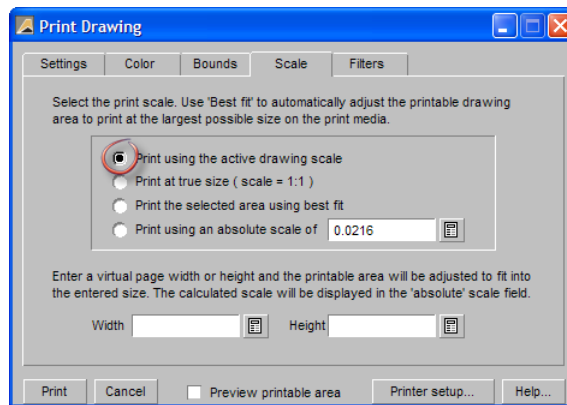 Print Drawing
Settings Color Bounds Scale Filters
Select the print scale. Use 'Best fit' to automatically adjust the printable drawing
area to print at the largest possible size on the print media.
Print using the active drawing scale
Print at true size ( scale = 1:1 )
Print the selected area using best fit
Print using an absolute scale of 0.0216
Enter a virtual page width or height and the printable area will be adjusted to fit into
the entered size. The calculated scale will be displayed in the 'absolute' scale field.
Width Height
Print Cancel Preview printable area Printer setup... Help...